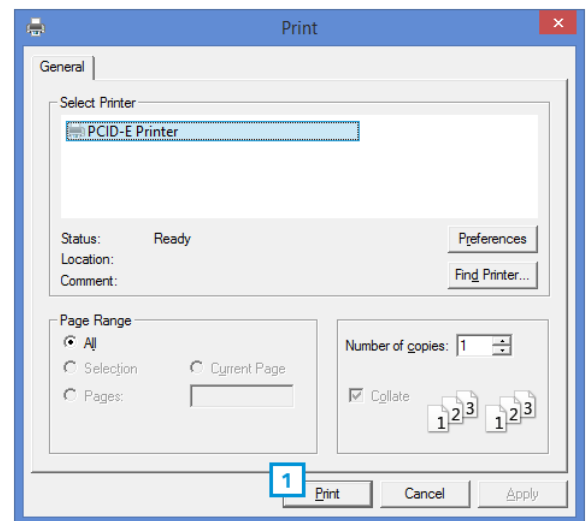 Print
General
Select Printer
PCID-E Printer
Status: Ready
Preferences
Location:
Comment:
Find Printer...
Page Range
All
Selection
Current Page
Pages:
Number of copies: 1
Collate
1 2 3 1 2 3
1
Print
Cancel
Apply